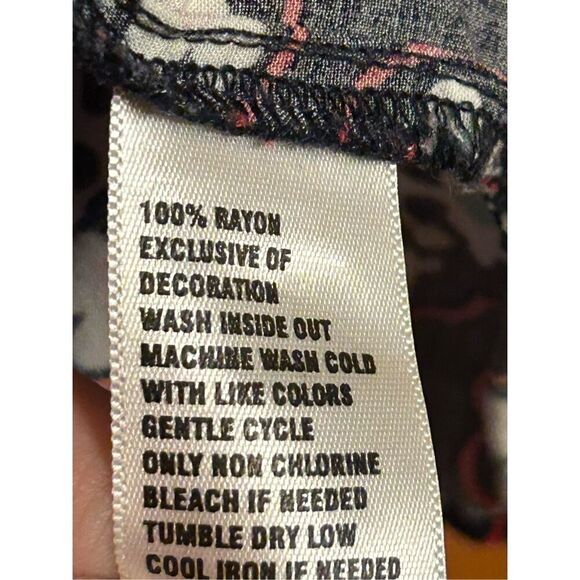 100% RAYON
EXCLUSIVE OF
DECORATION
WASH INSIDE OUT
MACHINE WASH COLD
WITH LIKE COLORS
GENTLE CYCLE
ONLY NON CHLORINE
BLEACH IF NEEDED
TUMBLE DRY LOW
COOL IRON IF NEEDED